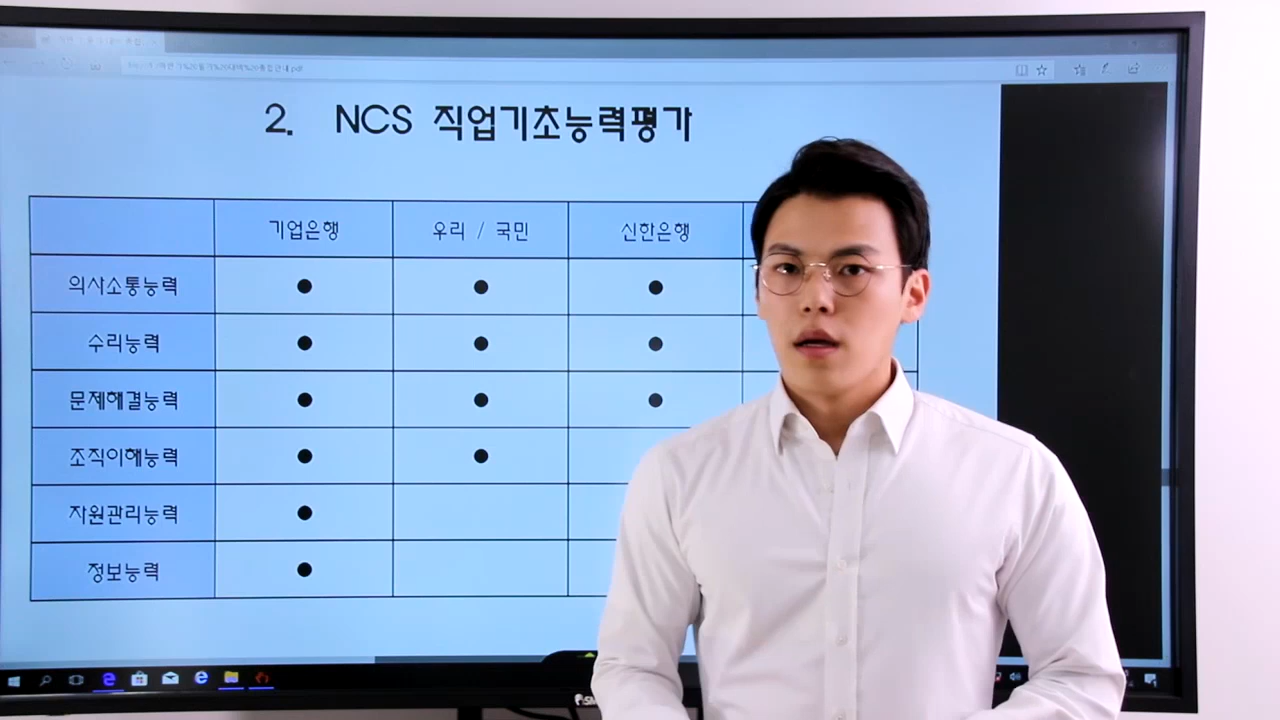 2. NCS 직업기초능력평가
기업은행 우리 / 국민 신한은행
의사소통능력 ● ● ●
수리능력 ● ● ●
문제해결능력 ● ● ●
조직이해능력 ● ●
자원관리능력 ●
정보능력 ●